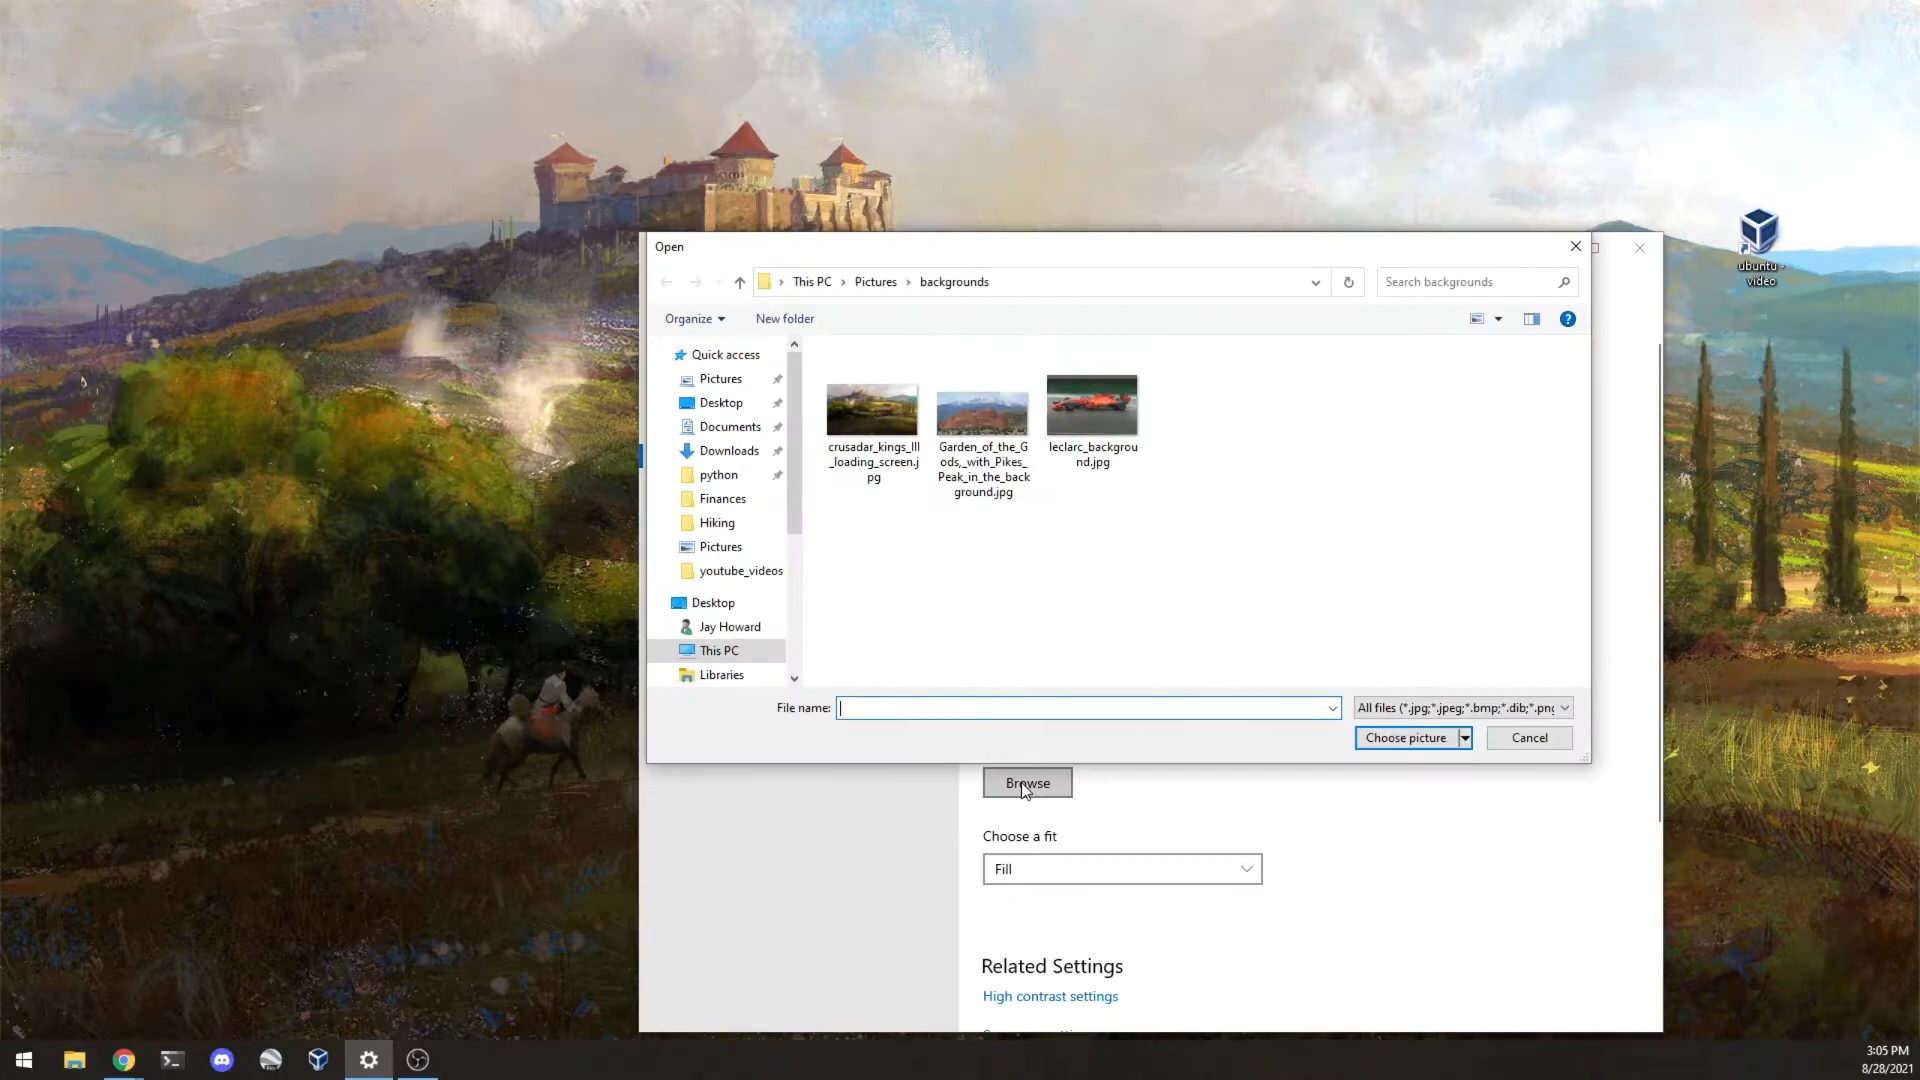 Open
This PC
Pictures
backgrounds
Search backgrounds
Organize
New folder
Quick access
Pictures
Desktop
Documents
Downloads
python
Finances
Hiking
Pictures
youtube_videos
Desktop
Jay Howard
This PC
Libraries
crusadar_kings_III
_loading_screen.j
pg
Garden_of_the_G
ods,_with_Pikes_
Peak_in_the_back
ground.jpg
leclarc_backgrou
nd.jpg
File name:
All files (*.jpg;*.jpeg;*.bmp;*.dib;*.png
Choose picture
Cancel
Browse
Choose a fit
Fill
Related Settings
High contrast settings
ubuntu -
video
3:05 PM
8/28/2021